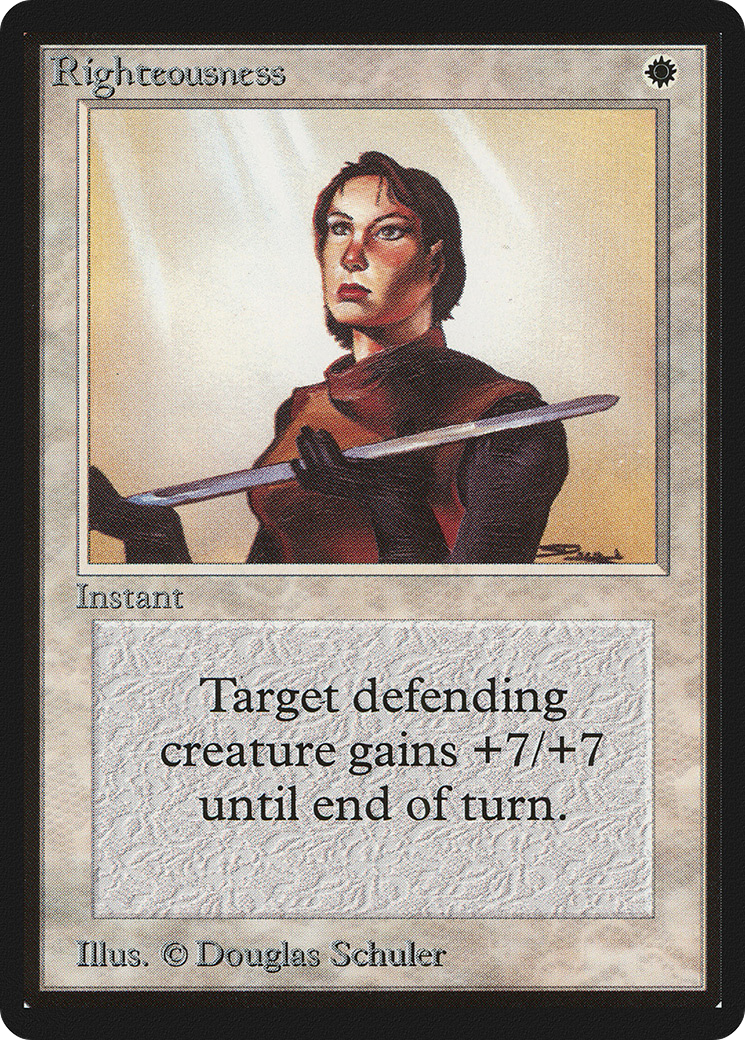 Righteousness
Instant
Target defending
creature gains +7/+7
until end of turn.
Illus. © Douglas Schuler